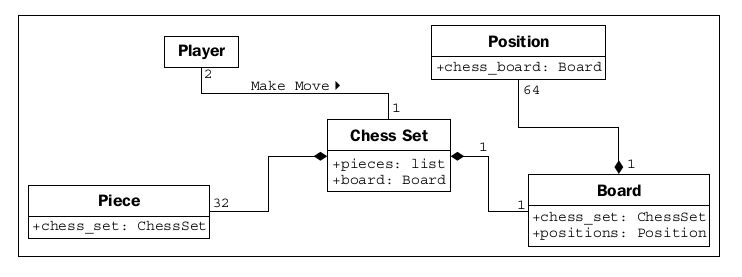 Player
2
Make Move
1
Position
+chess_board: Board
64
Chess Set
+pieces: list
+board: Board
1
1
1
Piece
+chess_set: ChessSet
32
Board
+chess_set: ChessSet
+positions: Position